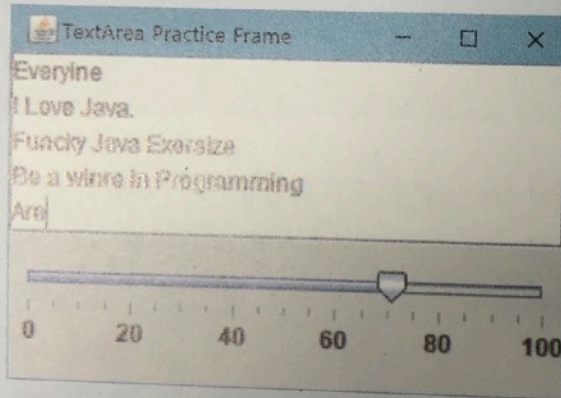 TextArea Practice Frame
Everyine
I Love Java.
Funcky Java Exersize
Be a winre in Programming
Are
0 20 40 60 80 100